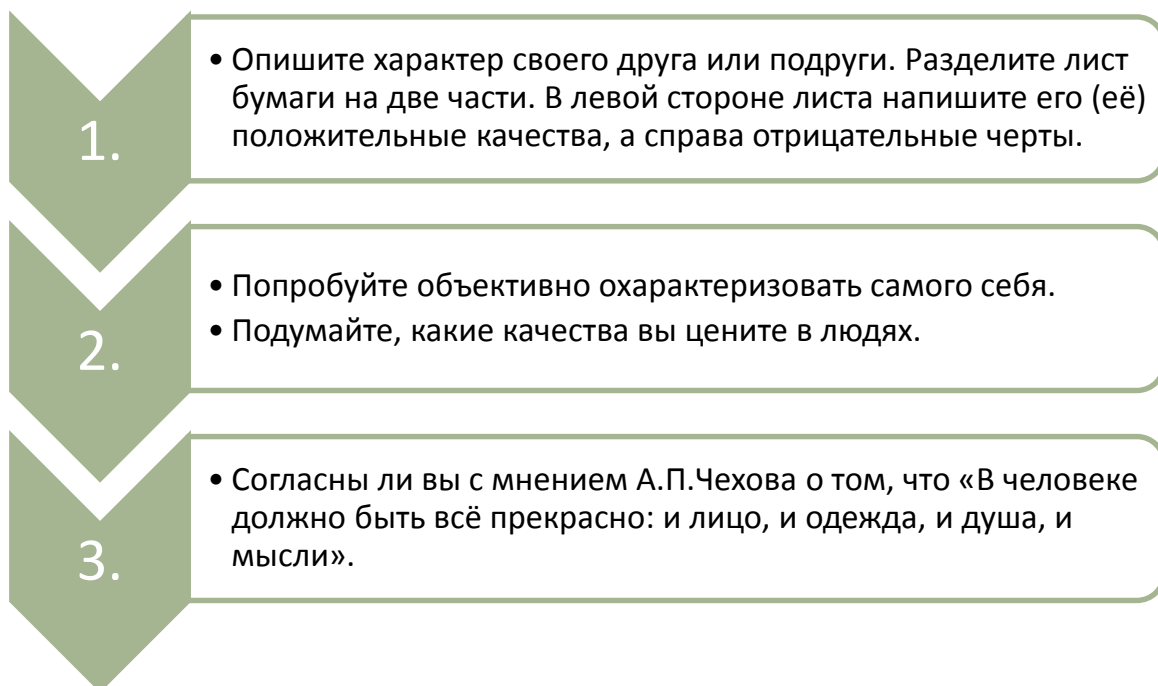 1.
• Опишите характер своего друга или подруги. Разделите лист
бумаги на две части. В левой стороне листа напишите его (её)
положительные качества, а справа отрицательные черты.
2.
• Попробуйте объективно охарактеризовать самого себя.
• Подумайте, какие качества вы цените в людях.
3.
• Согласны ли вы с мнением А.П.Чехова о том, что «В человеке
должно быть всё прекрасно: и лицо, и одежда, и душа, и
мысли».